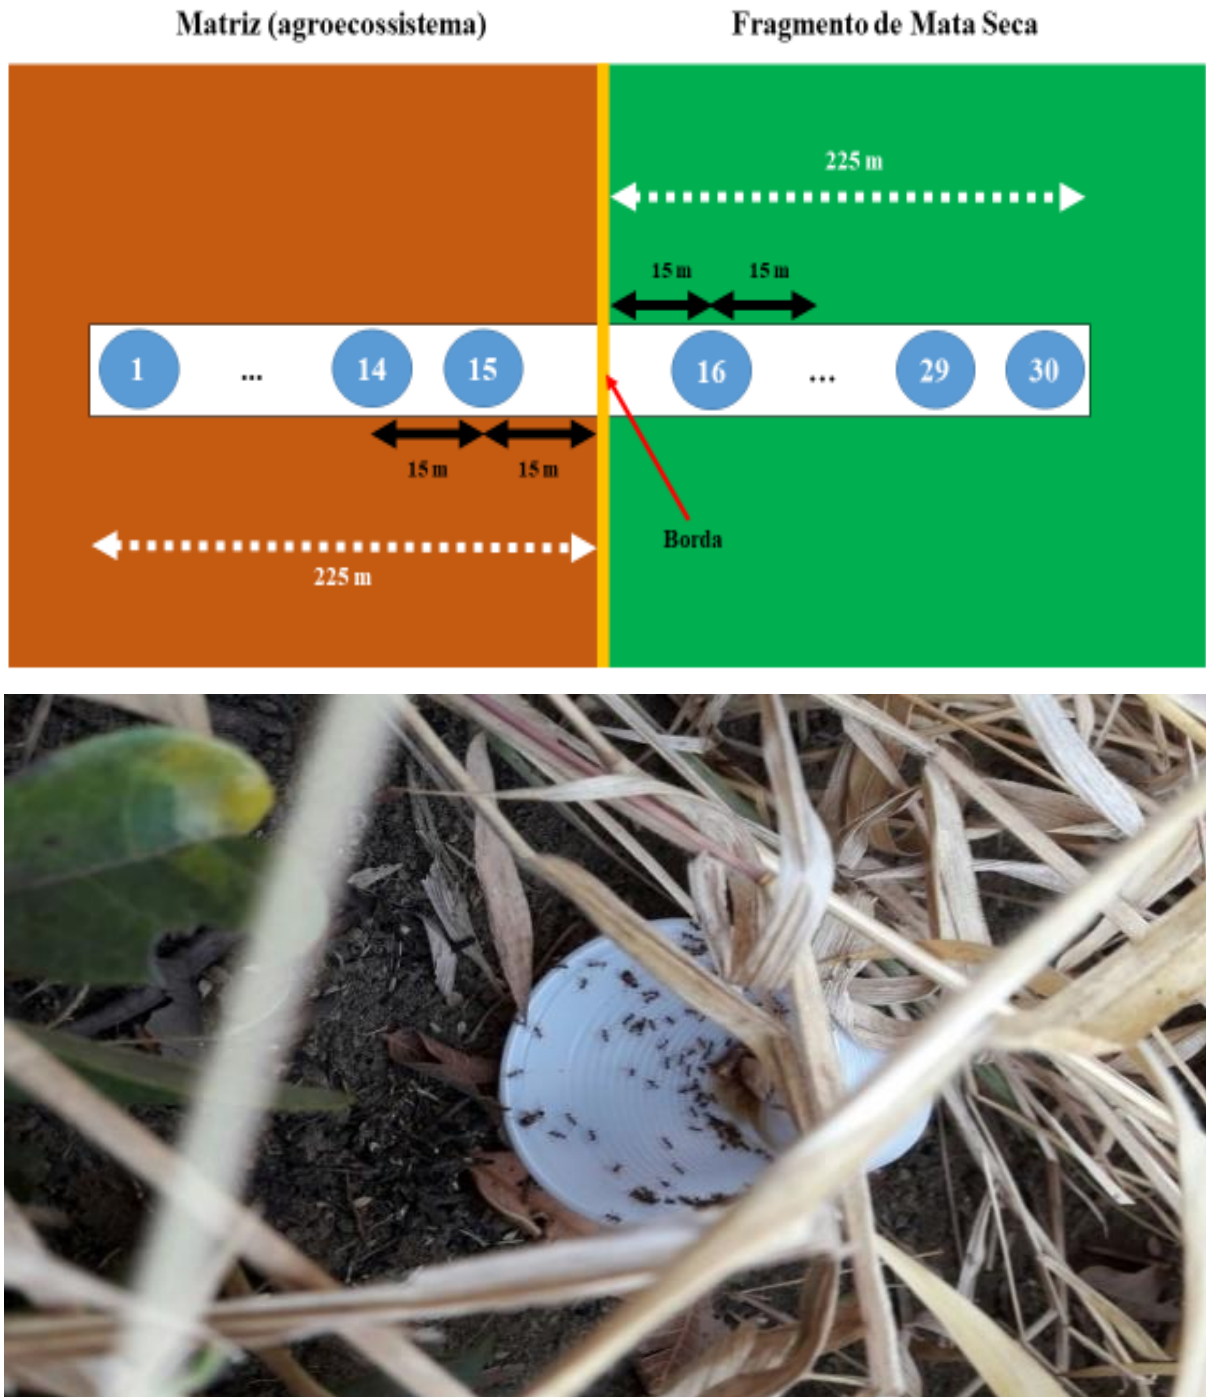 Matriz (agroecossistema)
Fragmento de Mata Seca
225 m
15 m
15 m
1
...
14
15
16
...
29
30
15 m
15 m
Borda
225 m